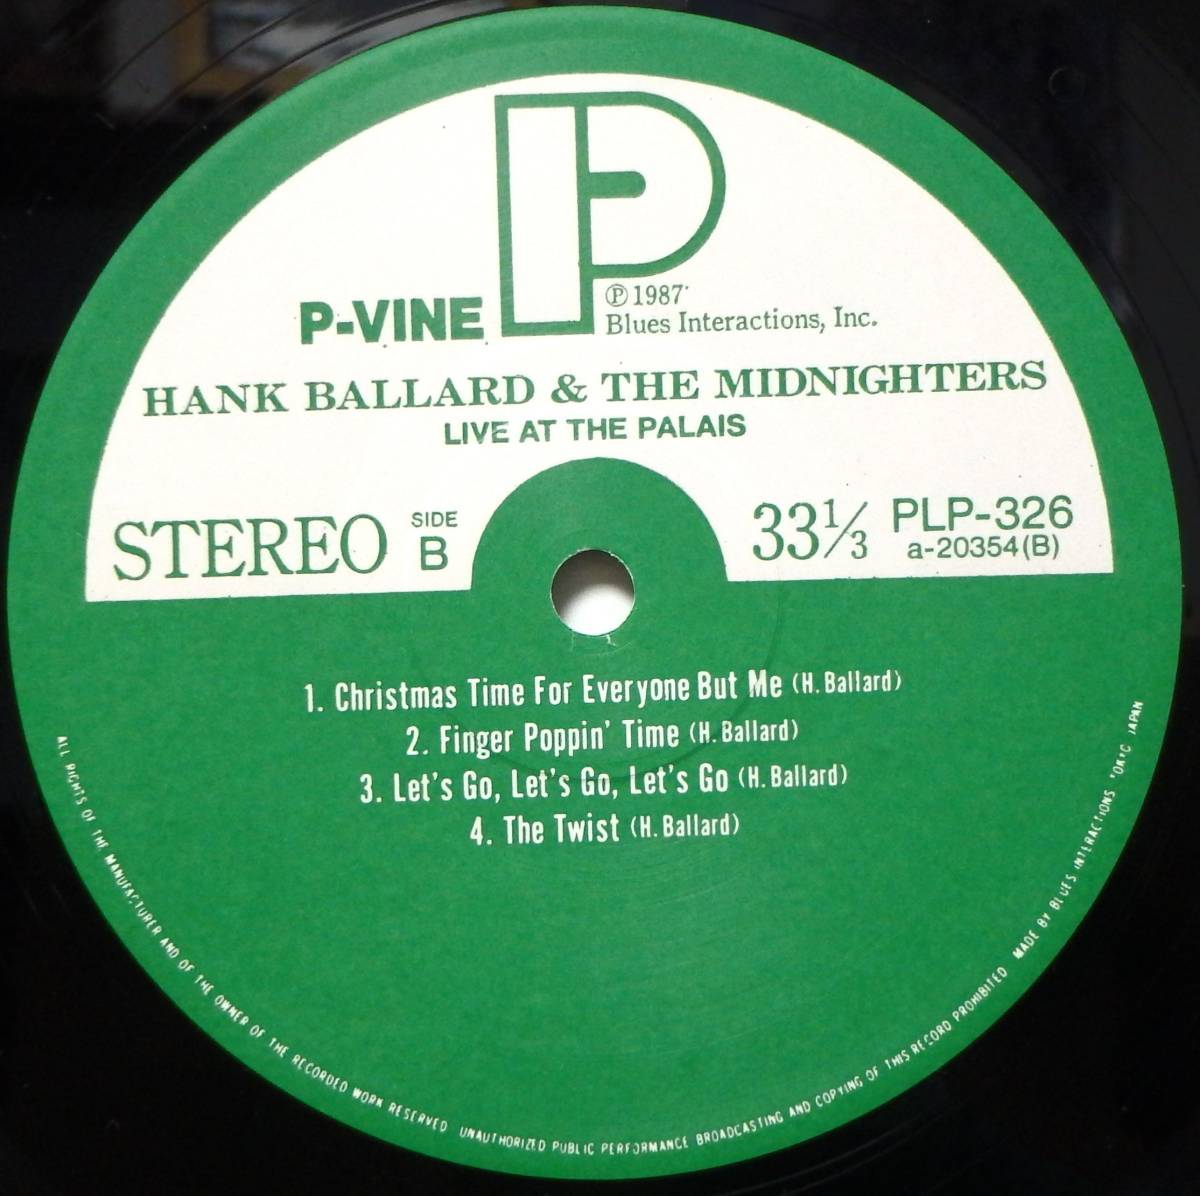 P
P-VINE
℗ 1987
Blues Interactions, Inc.
HANK BALLARD & THE MIDNIGHTERS
LIVE AT THE PALAIS
STEREO SIDE B 33⅓ PLP-326
a-20354(B)
1. Christmas Time For Everyone But Me (H. Ballard)
2. Finger Poppin' Time (H. Ballard)
3. Let's Go, Let's Go, Let's Go (H. Ballard)
4. The Twist (H. Ballard)
ALL RIGHTS OF THE MANUFACTURER AND OF THE OWNER OF THE RECORDED WORK RESERVED UNAUTHORIZED PUBLIC PERFORMANCE BROADCASTING AND COPYING OF THIS RECORD PROHIBITED MADE BY BLUES INTERACTIONS TOKYO JAPAN